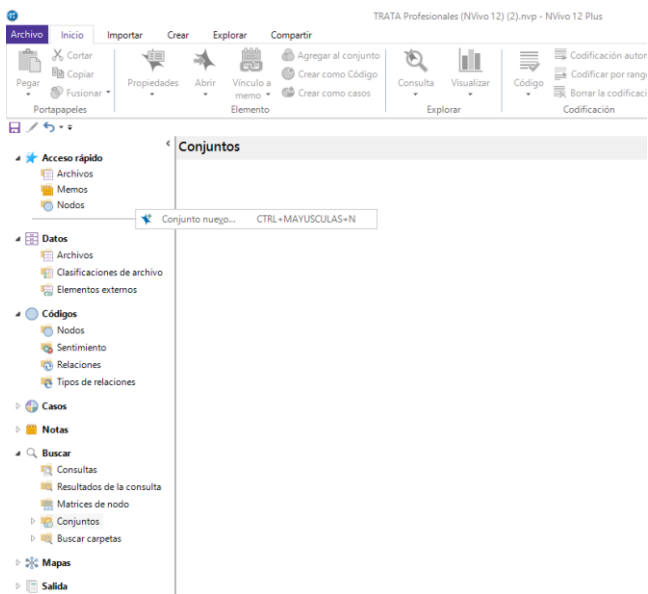 TRATA Profesionales (NVivo 12) (2).nvp - NVivo 12 Plus
Archivo Inicio Importar Crear Explorar Compartir
Pegar
Cortar
Copiar
Fusionar
Portapapeles
Propiedades
Abrir
Vínculo a
memo
Agregar al conjunto
Crear como Código
Crear como casos
Elemento
Consulta
Visualizar
Explorar
Código
Codificación auton
Codificar por rango
Borrar la codificaci
Codificación
Acceso rápido
Archivos
Memos
Nodos
Datos
Archivos
Clasificaciones de archivo
Elementos externos
Códigos
Nodos
Sentimiento
Relaciones
Tipos de relaciones
Casos
Notas
Buscar
Consultas
Resultados de la consulta
Matrices de nodo
Conjuntos
Buscar carpetas
Mapas
Salida
Conjuntos
Conjunto nuevo... CTRL+MAYUSCULAS+N